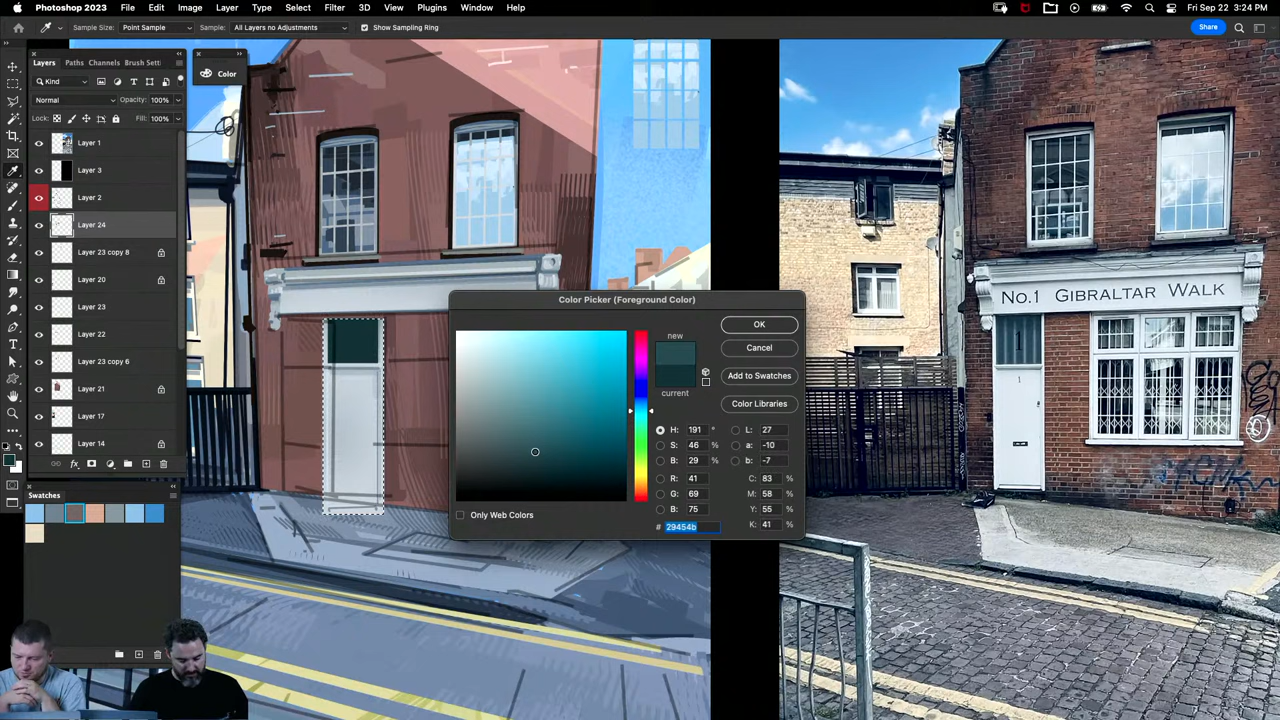 Photoshop 2023 File Edit Image Layer Type Select Filter 3D View Plugins Window Help Fri Sep 22 3:24 PM
Sample Size: Point Sample Sample: All Layers no Adjustments Show Sampling Ring Share
Layers Paths Channels Brush Setti
Color
Kind
Normal Opacity: 100%
Lock: Fill: 100%
Layer 1
Layer 3
Layer 2
Layer 24
Layer 23 copy 8
Layer 20
Layer 23
Layer 22
Layer 23 copy 6
Layer 21
Layer 17
Layer 14
fx
Swatches
Color Picker (Foreground Color)
new
current
OK
Cancel
Add to Swatches
Color Libraries
H: 191 °
S: 46 %
B: 29 %
R: 41
G: 69
B: 75
L: 27
a: -10
b: -7
C: 83 %
M: 58 %
Y: 55 %
K: 41 %
Only Web Colors
# 29454b
No.1 GIBRALTAR WALK
1
1